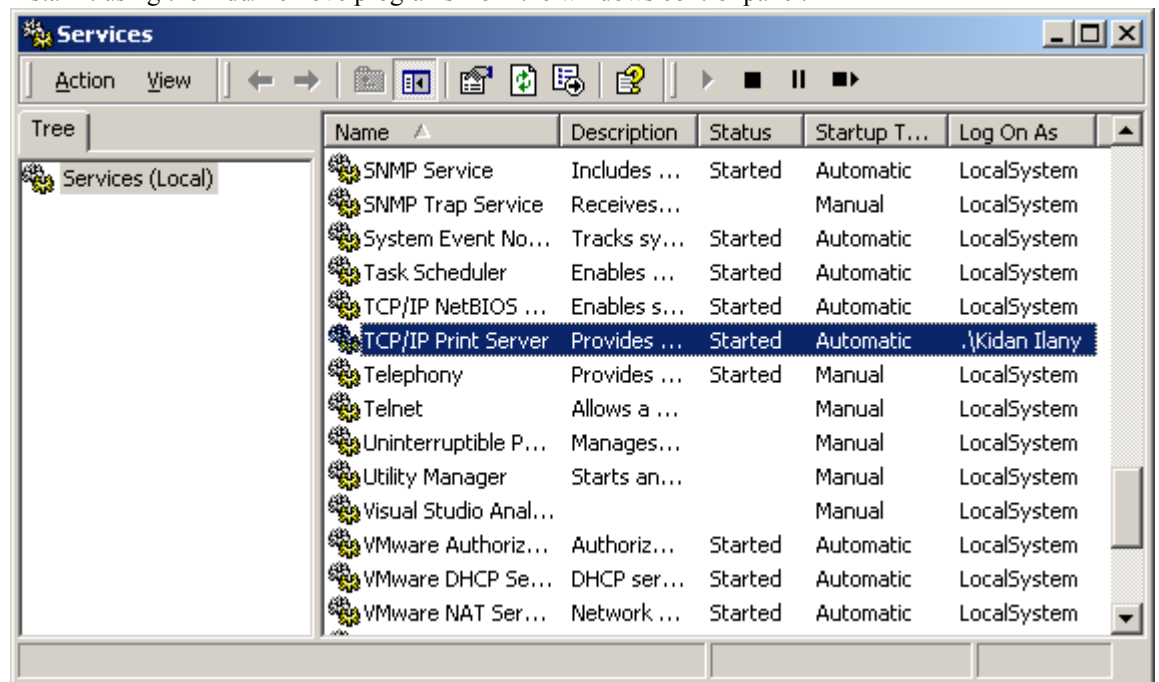 Services
Action View
Tree
Name Description Status Startup T... Log On As
Services (Local)
SNMP Service Includes ... Started Automatic LocalSystem
SNMP Trap Service Receives... Manual LocalSystem
System Event No... Tracks sy... Started Automatic LocalSystem
Task Scheduler Enables ... Started Automatic LocalSystem
TCP/IP NetBIOS ... Enables s... Started Automatic LocalSystem
TCP/IP Print Server Provides ... Started Automatic .\Kidan Ilany
Telephony Provides ... Started Manual LocalSystem
Telnet Allows a ... Manual LocalSystem
Uninterruptible P... Manages... Manual LocalSystem
Utility Manager Starts an... Manual LocalSystem
Visual Studio Anal... Manual LocalSystem
VMware Authoriz... Authoriz... Started Automatic LocalSystem
VMware DHCP Se... DHCP ser... Started Automatic LocalSystem
VMware NAT Ser... Network ... Started Automatic LocalSystem